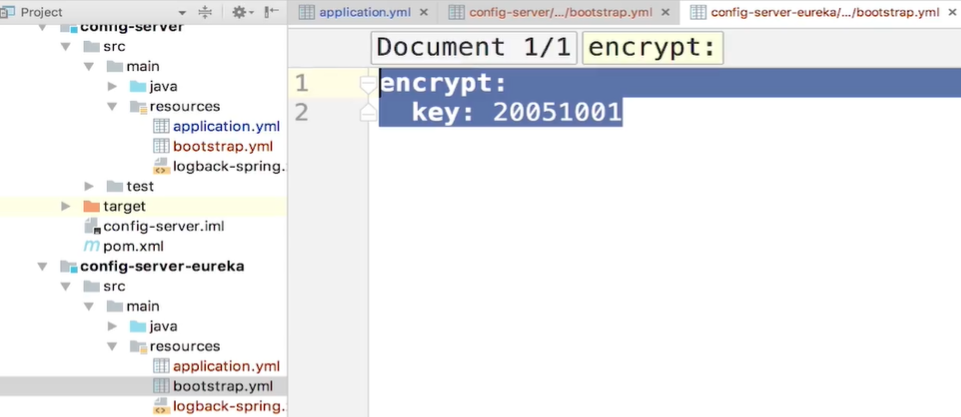 Project
application.yml
config-server/.../bootstrap.yml
config-server-eureka/.../bootstrap.yml
config-server
src
main
java
resources
application.yml
bootstrap.yml
logback-spring.
test
target
config-server.iml
pom.xml
config-server-eureka
src
main
java
resources
application.yml
bootstrap.yml
logback-spring.
Document 1/1 encrypt:
1 encrypt:
2 key: 20051001